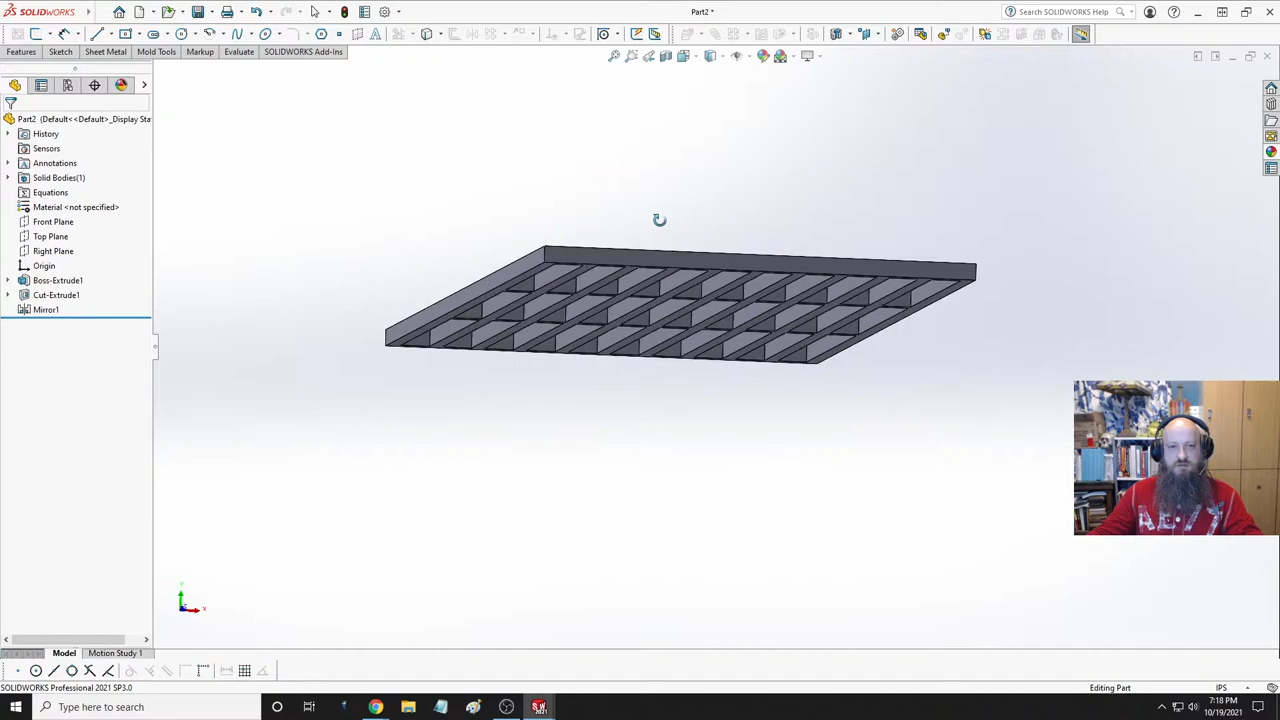 SOLIDWORKS
Part2 *
Search SOLIDWORKS Help
Features
Sketch
Sheet Metal
Mold Tools
Markup
Evaluate
SOLIDWORKS Add-Ins
Part2 (Default<<Default>_Display Sta
History
Sensors
Annotations
Solid Bodies(1)
Equations
Material <not specified>
Front Plane
Top Plane
Right Plane
Origin
Boss-Extrude1
Cut-Extrude1
Mirror1
Y
X
Model
Motion Study 1
SOLIDWORKS Professional 2021 SP3.0
Editing Part
IPS
Type here to search
7:18 PM
10/19/2021